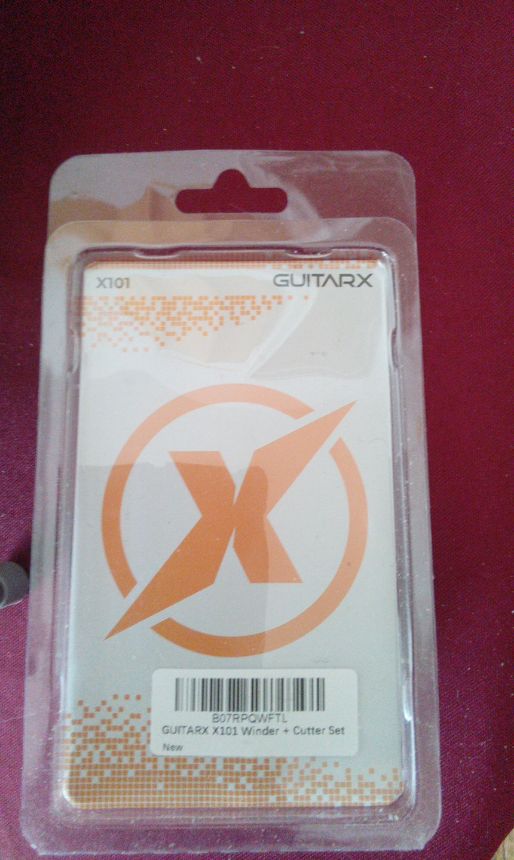 X101
GUITARX
X
B07RPQWFTL
GUITARX X101 Winder + Cutter Set
New